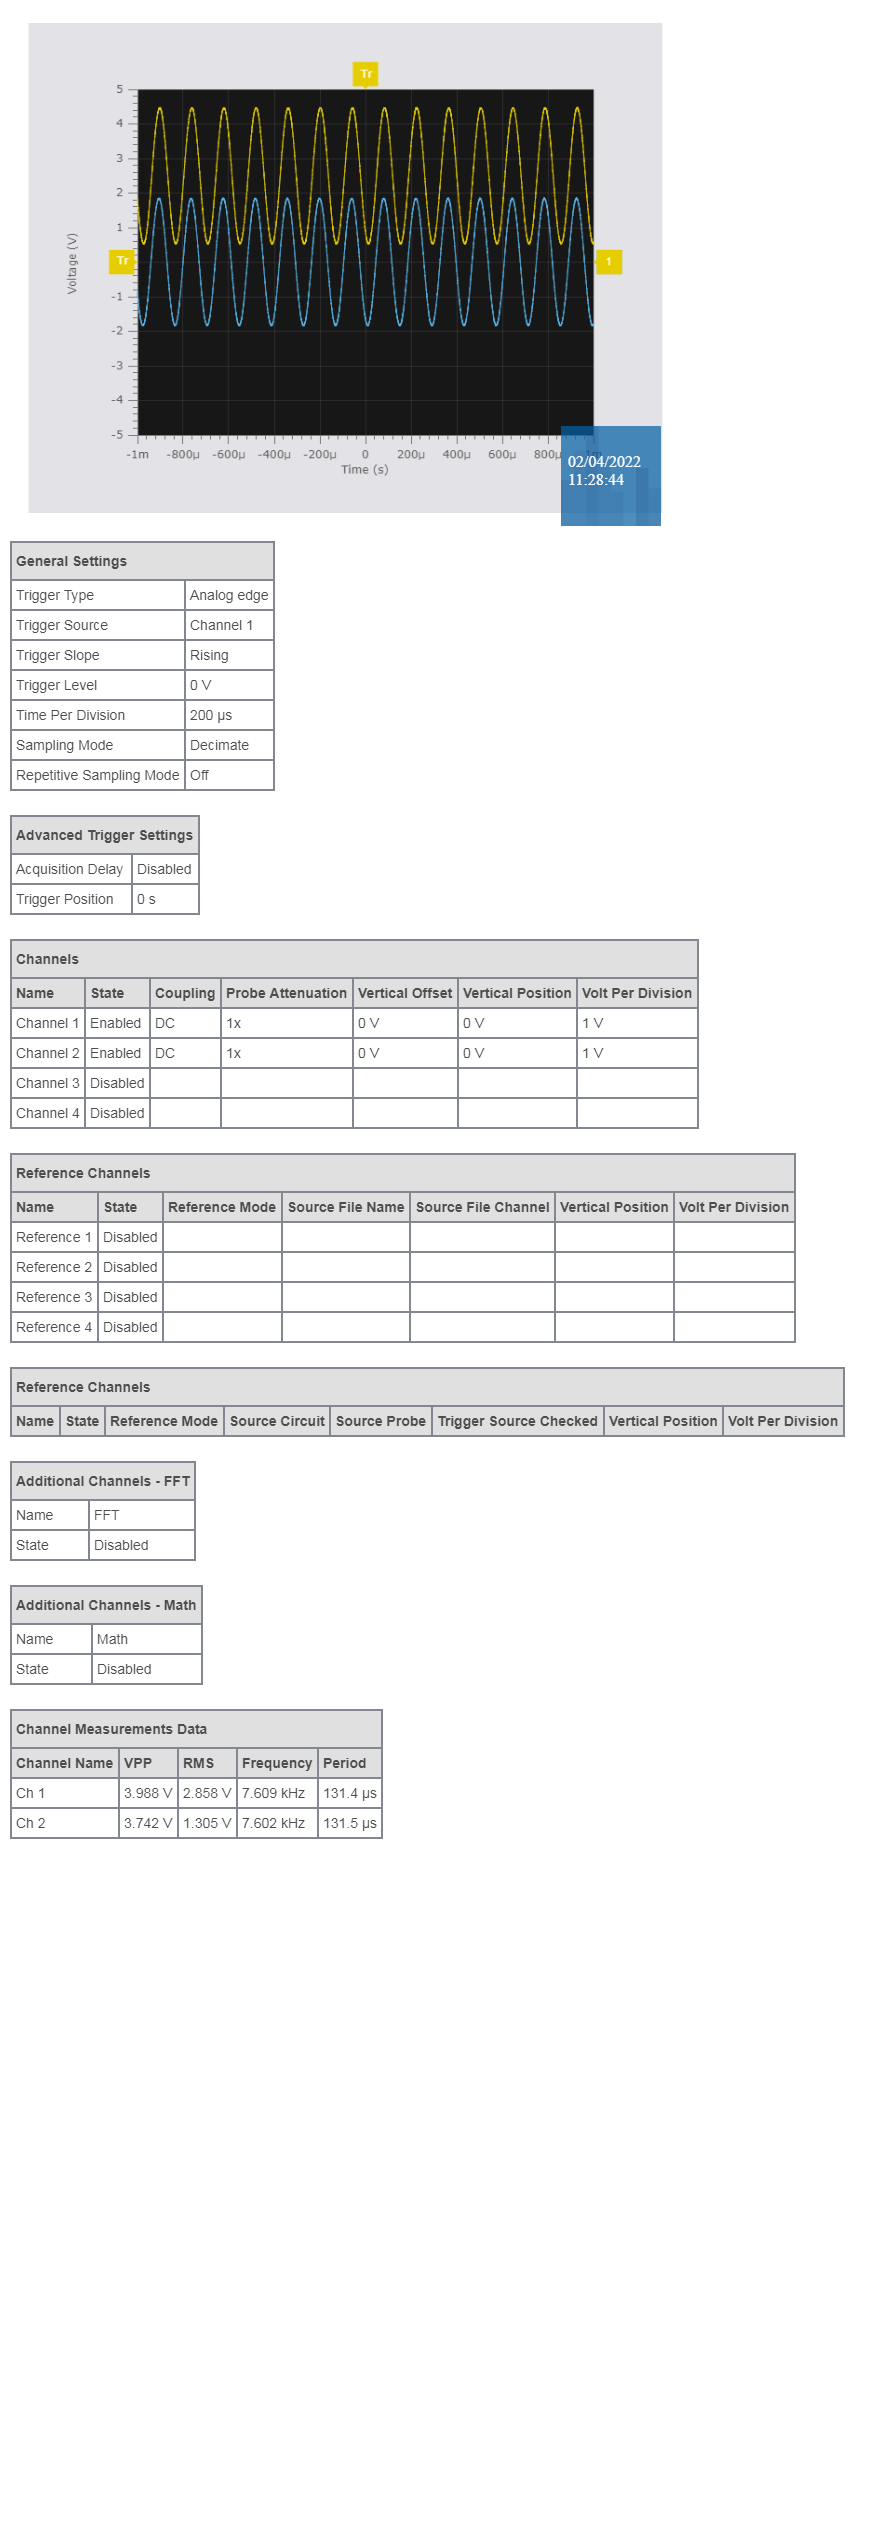 Tr
5
4
3
2
1
-1
-2
-3
-4
-5
Voltage (V)
Tr
1
-1m -800µ -600µ -400µ -200µ 0 200µ 400µ 600µ 800µ
Time (s)
02/04/2022
11:28:44
General Settings
Trigger Type Analog edge
Trigger Source Channel 1
Trigger Slope Rising
Trigger Level 0 V
Time Per Division 200 µs
Sampling Mode Decimate
Repetitive Sampling Mode Off
Advanced Trigger Settings
Acquisition Delay Disabled
Trigger Position 0 s
Channels
Name State Coupling Probe Attenuation Vertical Offset Vertical Position Volt Per Division
Channel 1 Enabled DC 1x 0 V 0 V 1 V
Channel 2 Enabled DC 1x 0 V 0 V 1 V
Channel 3 Disabled
Channel 4 Disabled
Reference Channels
Name State Reference Mode Source File Name Source File Channel Vertical Position Volt Per Division
Reference 1 Disabled
Reference 2 Disabled
Reference 3 Disabled
Reference 4 Disabled
Reference Channels
Name State Reference Mode Source Circuit Source Probe Trigger Source Checked Vertical Position Volt Per Division
Additional Channels - FFT
Name FFT
State Disabled
Additional Channels - Math
Name Math
State Disabled
Channel Measurements Data
Channel Name VPP RMS Frequency Period
Ch 1 3.988 V 2.858 V 7.609 kHz 131.4 µs
Ch 2 3.742 V 1.305 V 7.602 kHz 131.5 µs